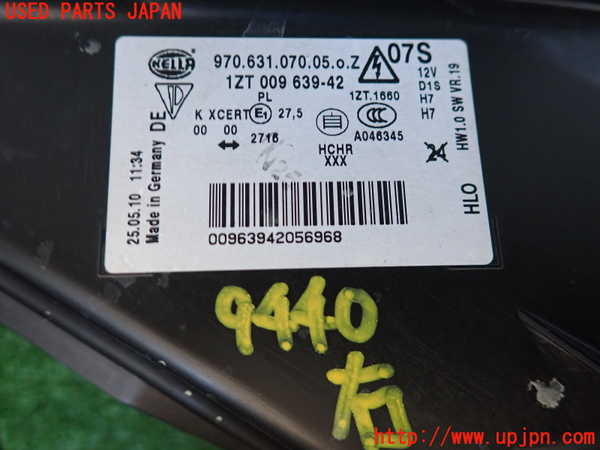 USED PARTS JAPAN
HELLA
970.631.070.05.o.Z
07S
1ZT 009 639-42
12V
D1S
H7
H7
PL
1ZT.1660
K XCERT E1 27,5
00 00
2716
A046345
HCHR
XXX
HW1.0 SW VR.19
HLO
DE
Made in Germany
25.05.10 11:34
00963942056968
9440
右
http://www.upjpn.com/